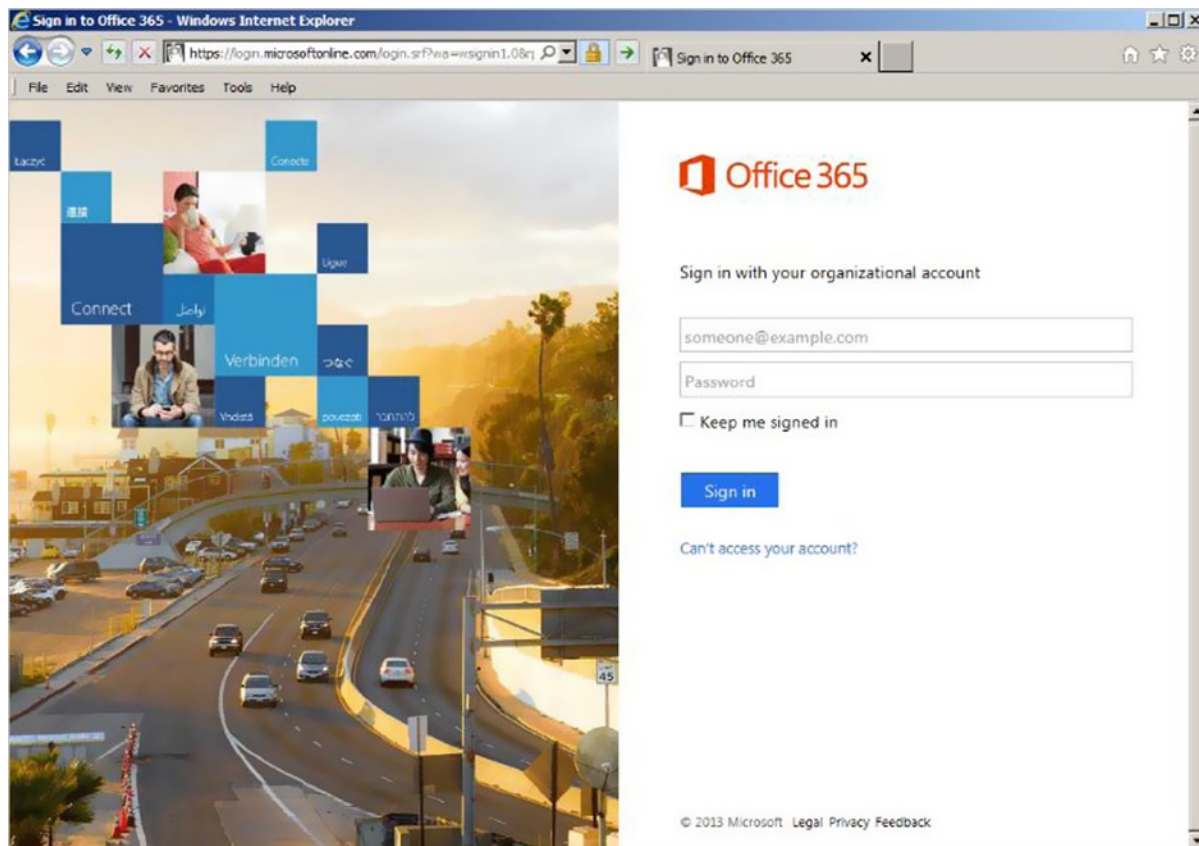 Sign in to Office 365 - Windows Internet Explorer
https://login.microsoftonline.com/login.srf?wa=wsignin1.0&rp
Sign in to Office 365
File Edit View Favorites Tools Help
Łączyć
Conecte
連接
Ligue
Connect
تواصل
Verbinden
つなぐ
povezati
להתחבר
45
Office 365
Sign in with your organizational account
someone@example.com
Password
Keep me signed in
Sign in
Can't access your account?
© 2013 Microsoft Legal Privacy Feedback